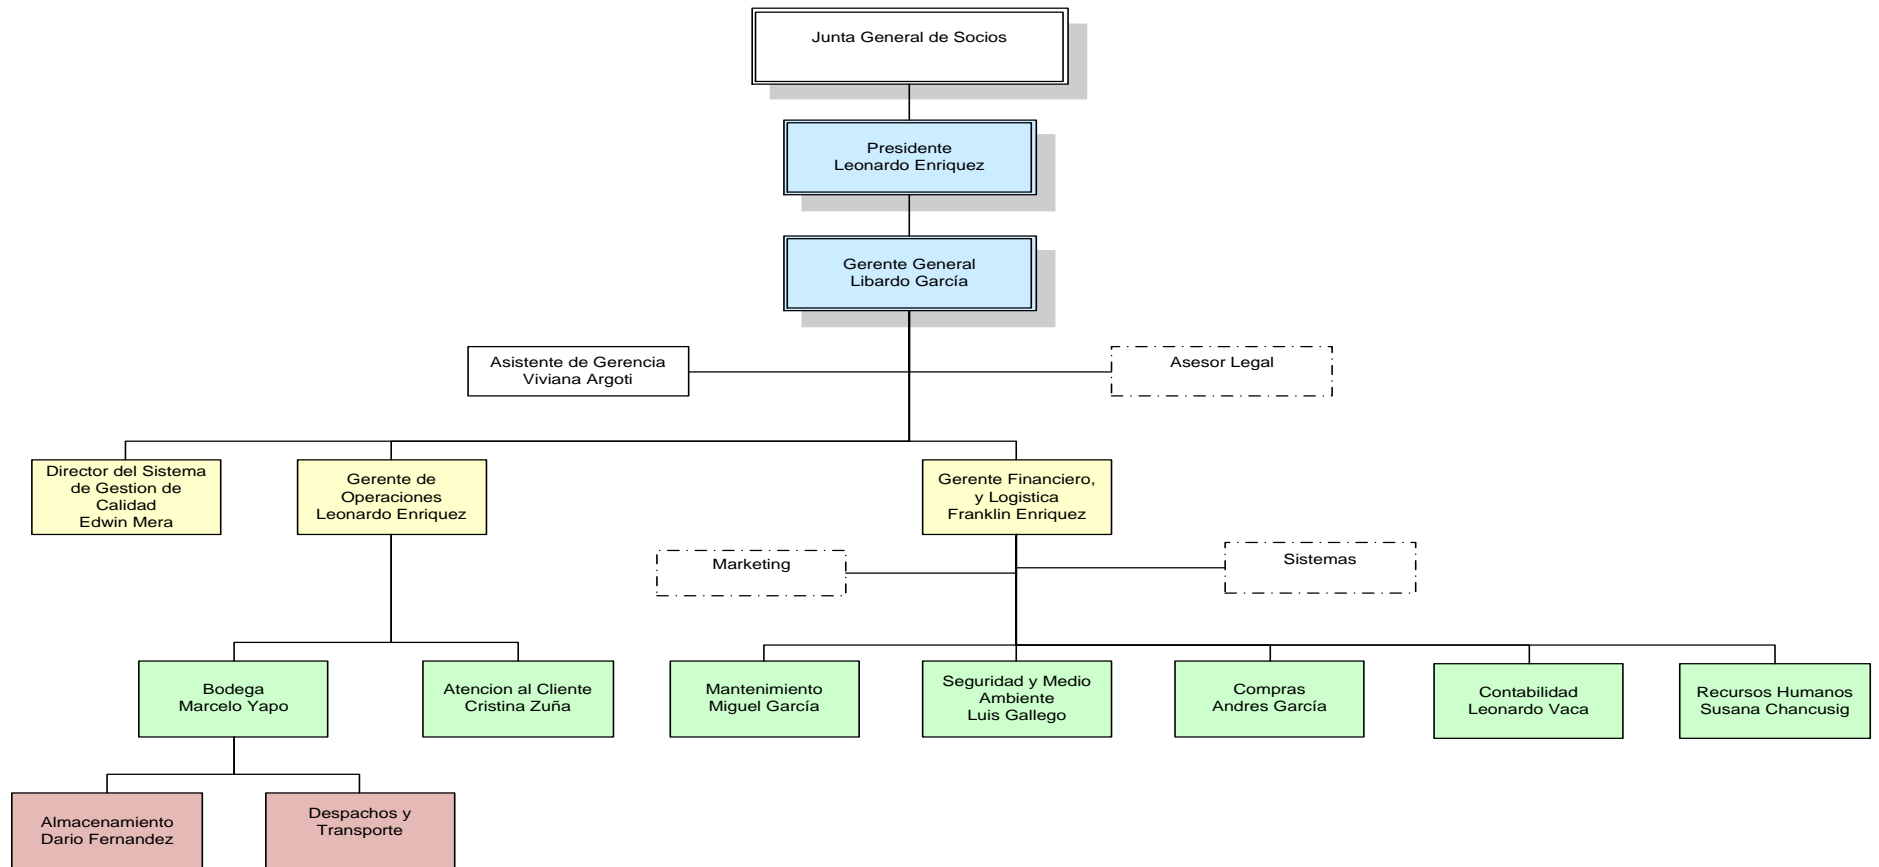 Junta General de Socios
Presidente
Leonardo Enriquez
Gerente General
Libardo García
Asistente de Gerencia
Viviana Argoti
Asesor Legal
Director del Sistema
de Gestion de
Calidad
Edwin Mera
Gerente de
Operaciones
Leonardo Enriquez
Gerente Financiero,
y Logistica
Franklin Enriquez
Marketing
Sistemas
Bodega
Marcelo Yapo
Atencion al Cliente
Cristina Zuña
Mantenimiento
Miguel García
Seguridad y Medio
Ambiente
Luis Gallego
Compras
Andres García
Contabilidad
Leonardo Vaca
Recursos Humanos
Susana Chancusig
Almacenamiento
Dario Fernandez
Despachos y
Transporte